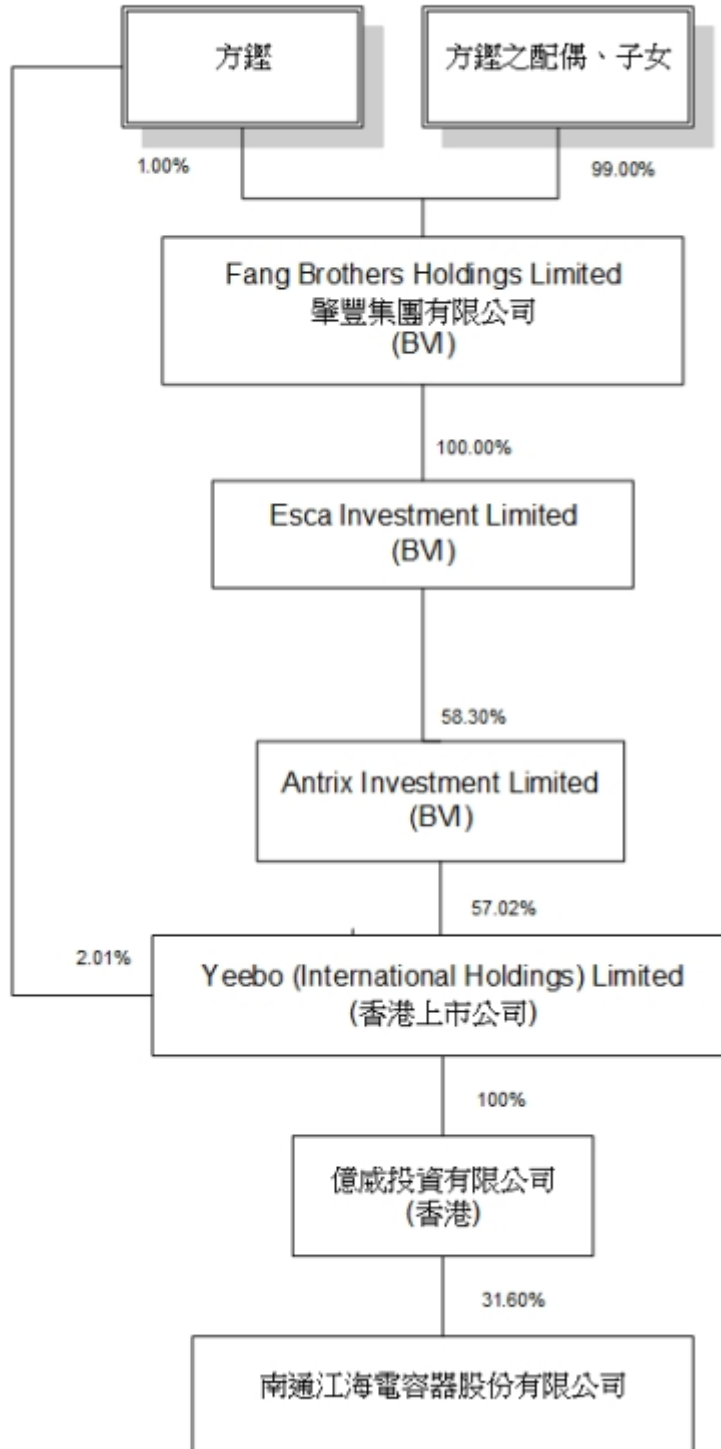 方鏗
方鏗之配偶、子女
1.00%
99.00%
Fang Brothers Holdings Limited
肇豐集團有限公司
(BVI)
100.00%
Esca Investment Limited
(BVI)
58.30%
Antrix Investment Limited
(BVI)
57.02%
2.01%
Yeebo (International Holdings) Limited
(香港上市公司)
100%
億威投資有限公司
(香港)
31.60%
南通江海電容器股份有限公司